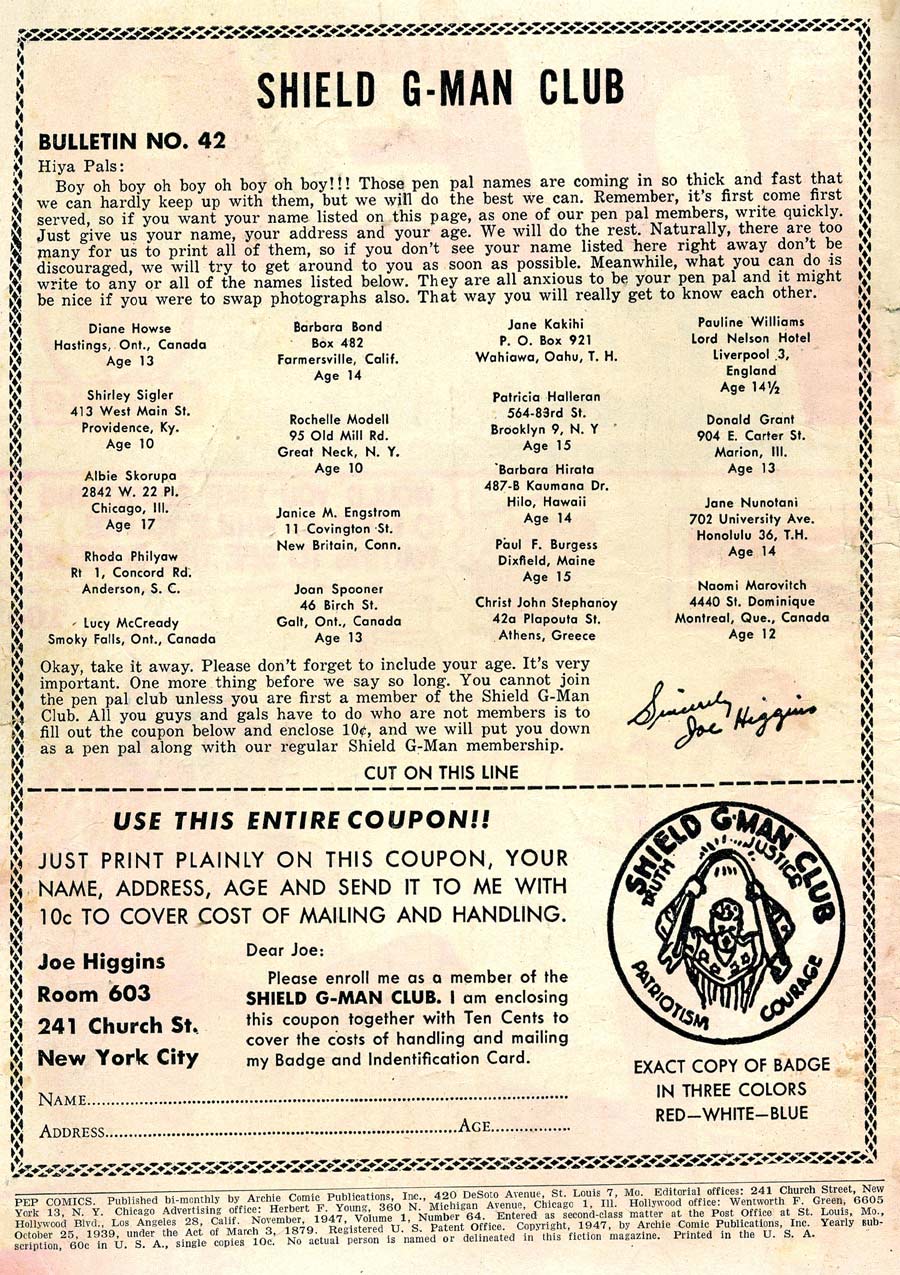 SHIELD G-MAN CLUB
BULLETIN NO. 42
Hiya Pals:
Boy oh boy oh boy oh boy oh boy!!! Those pen pal names are coming in so thick and fast that
we can hardly keep up with them, but we will do the best we can. Remember, it's first come first
served, so if you want your name listed on this page, as one of our pen pal members, write quickly.
Just give us your name, your address and your age. We will do the rest. Naturally, there are too
many for us to print all of them, so if you don't see your name listed here right away don't be
discouraged, we will try to get around to you as soon as possible. Meanwhile, what you can do is
write to any or all of the names listed below. They are all anxious to be your pen pal and it might
be nice if you were to swap photographs also. That way you will really get to know each other.
Diane Howse
Hastings, Ont., Canada
Age 13
Shirley Sigler
413 West Main St.
Providence, Ky.
Age 10
Albie Skorupa
2842 W. 22 Pl.
Chicago, Ill.
Age 17
Rhoda Philyaw
Rt 1, Concord Rd.
Anderson, S. C.
Lucy McCready
Smoky Falls, Ont., Canada
Barbara Bond
Box 482
Farmersville, Calif.
Age 14
Rochelle Modell
95 Old Mill Rd.
Great Neck, N. Y.
Age 10
Janice M. Engstrom
11 Covington St.
New Britain, Conn.
Joan Spooner
46 Birch St.
Galt, Ont., Canada
Age 13
Jane Kakihi
P. O. Box 921
Wahiawa, Oahu, T. H.
Patricia Halleran
564-83rd St.
Brooklyn 9, N. Y
Age 15
Barbara Hirata
487-B Kaumana Dr.
Hilo, Hawaii
Age 14
Paul F. Burgess
Dixfield, Maine
Age 15
Christ John Stephanoy
42a Plapouta St.
Athens, Greece
Pauline Williams
Lord Nelson Hotel
Liverpool 3,
England
Age 14½
Donald Grant
904 E. Carter St.
Marion, Ill.
Age 13
Jane Nunotani
702 University Ave.
Honolulu 36, T.H.
Age 14
Naomi Marovitch
4440 St. Dominique
Montreal, Que., Canada
Age 12
Okay, take it away. Please don't forget to include your age. It's very
important. One more thing before we say so long. You cannot join
the pen pal club unless you are first a member of the Shield G-Man
Club. All you guys and gals have to do who are not members is to
fill out the coupon below and enclose 10¢, and we will put you down
as a pen pal along with our regular Shield G-Man membership.
Sincerely
Joe Higgins
CUT ON THIS LINE
USE THIS ENTIRE COUPON!!
JUST PRINT PLAINLY ON THIS COUPON, YOUR
NAME, ADDRESS, AGE AND SEND IT TO ME WITH
10c TO COVER COST OF MAILING AND HANDLING.
Joe Higgins
Room 603
241 Church St.
New York City
Dear Joe:
Please enroll me as a member of the
SHIELD G-MAN CLUB. I am enclosing
this coupon together with Ten Cents to
cover the costs of handling and mailing
my Badge and Indentification Card.
NAME
ADDRESS AGE
SHIELD G-MAN CLUB
TRUTH
JUSTICE
PATRIOTISM
COURAGE
EXACT COPY OF BADGE
IN THREE COLORS
RED—WHITE—BLUE
PEP COMICS. Published bi-monthly by Archie Comic Publications, Inc., 420 DeSoto Avenue, St. Louis 7, Mo. Editorial offices: 241 Church Street, New
York 13, N. Y. Chicago Advertising office: Herbert F. Young, 360 N. Michigan Avenue, Chicago 1, Ill. Hollywood office: Wentworth F. Green, 6605
Hollywood Blvd., Los Angeles 28, Calif. November, 1947, Volume 1, Number 64. Entered as second-class matter at the Post Office at St. Louis, Mo.,
October 25, 1939, under the Act of March 3, 1879. Registered U. S. Patent Office. Copyright, 1947, by Archie Comic Publications, Inc. Yearly sub-
scription, 60c in U. S. A., single copies 10c. No actual person is named or delineated in this fiction magazine. Printed in the U. S. A.